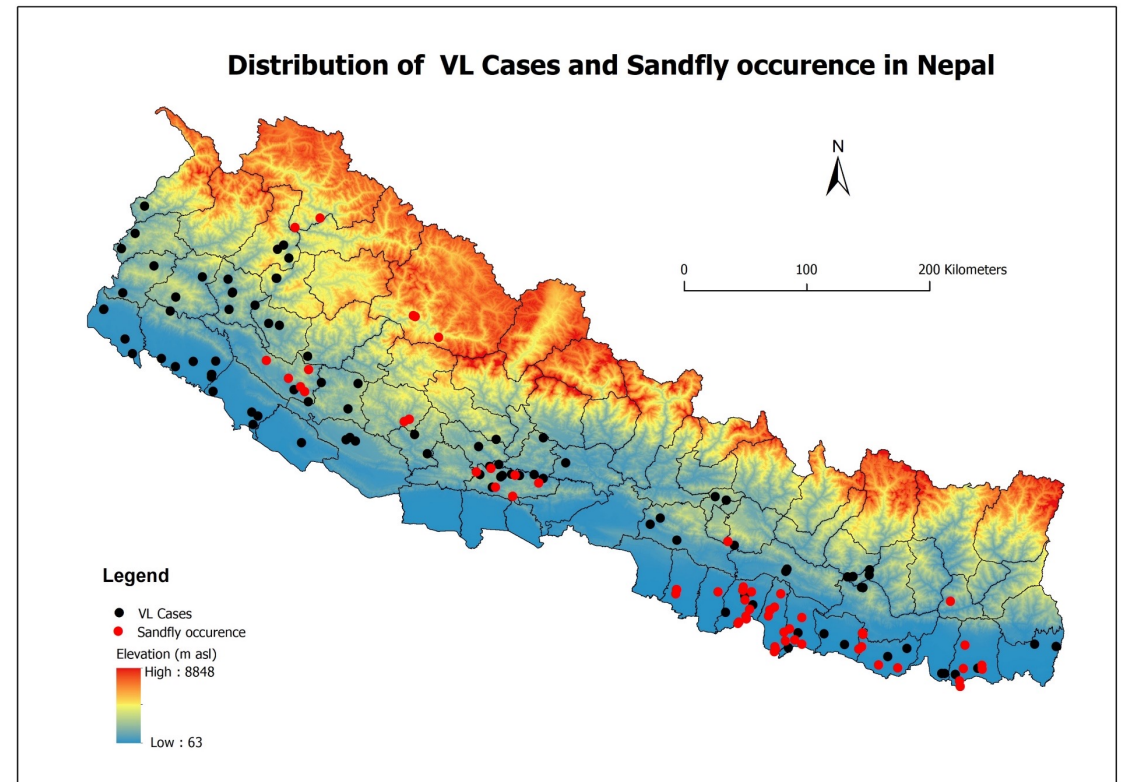 Distribution of VL Cases and Sandfly occurence in Nepal
N
0 100 200 Kilometers
Legend
VL Cases
Sandfly occurence
Elevation (m asl)
High : 8848
Low : 63